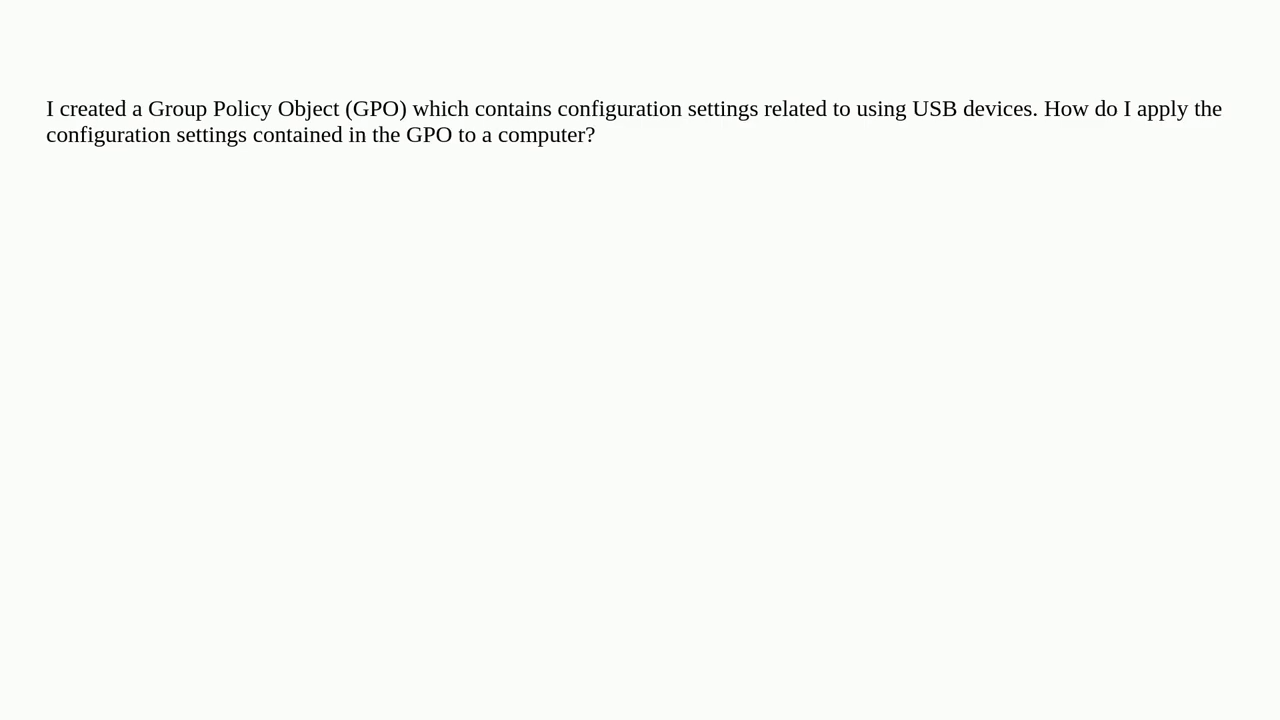 I created a Group Policy Object (GPO) which contains configuration settings related to using USB devices. How do I apply the
configuration settings contained in the GPO to a computer?